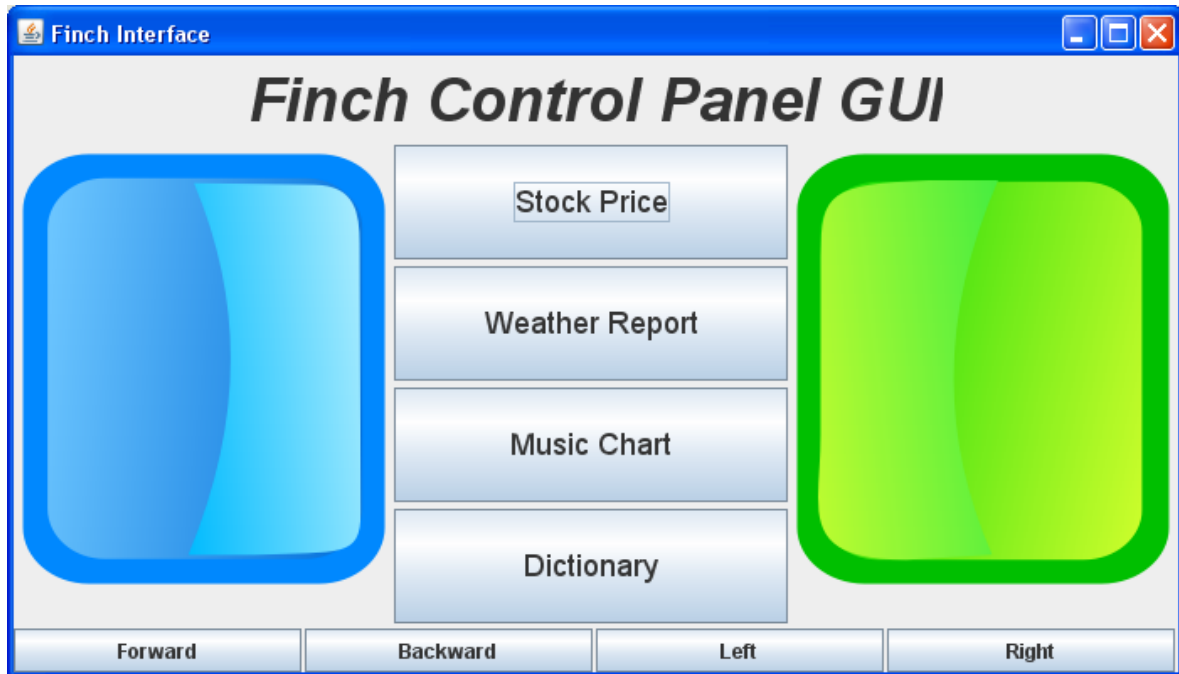 Finch Interface
Finch Control Panel GUI
Stock Price
Weather Report
Music Chart
Dictionary
Forward Backward Left Right